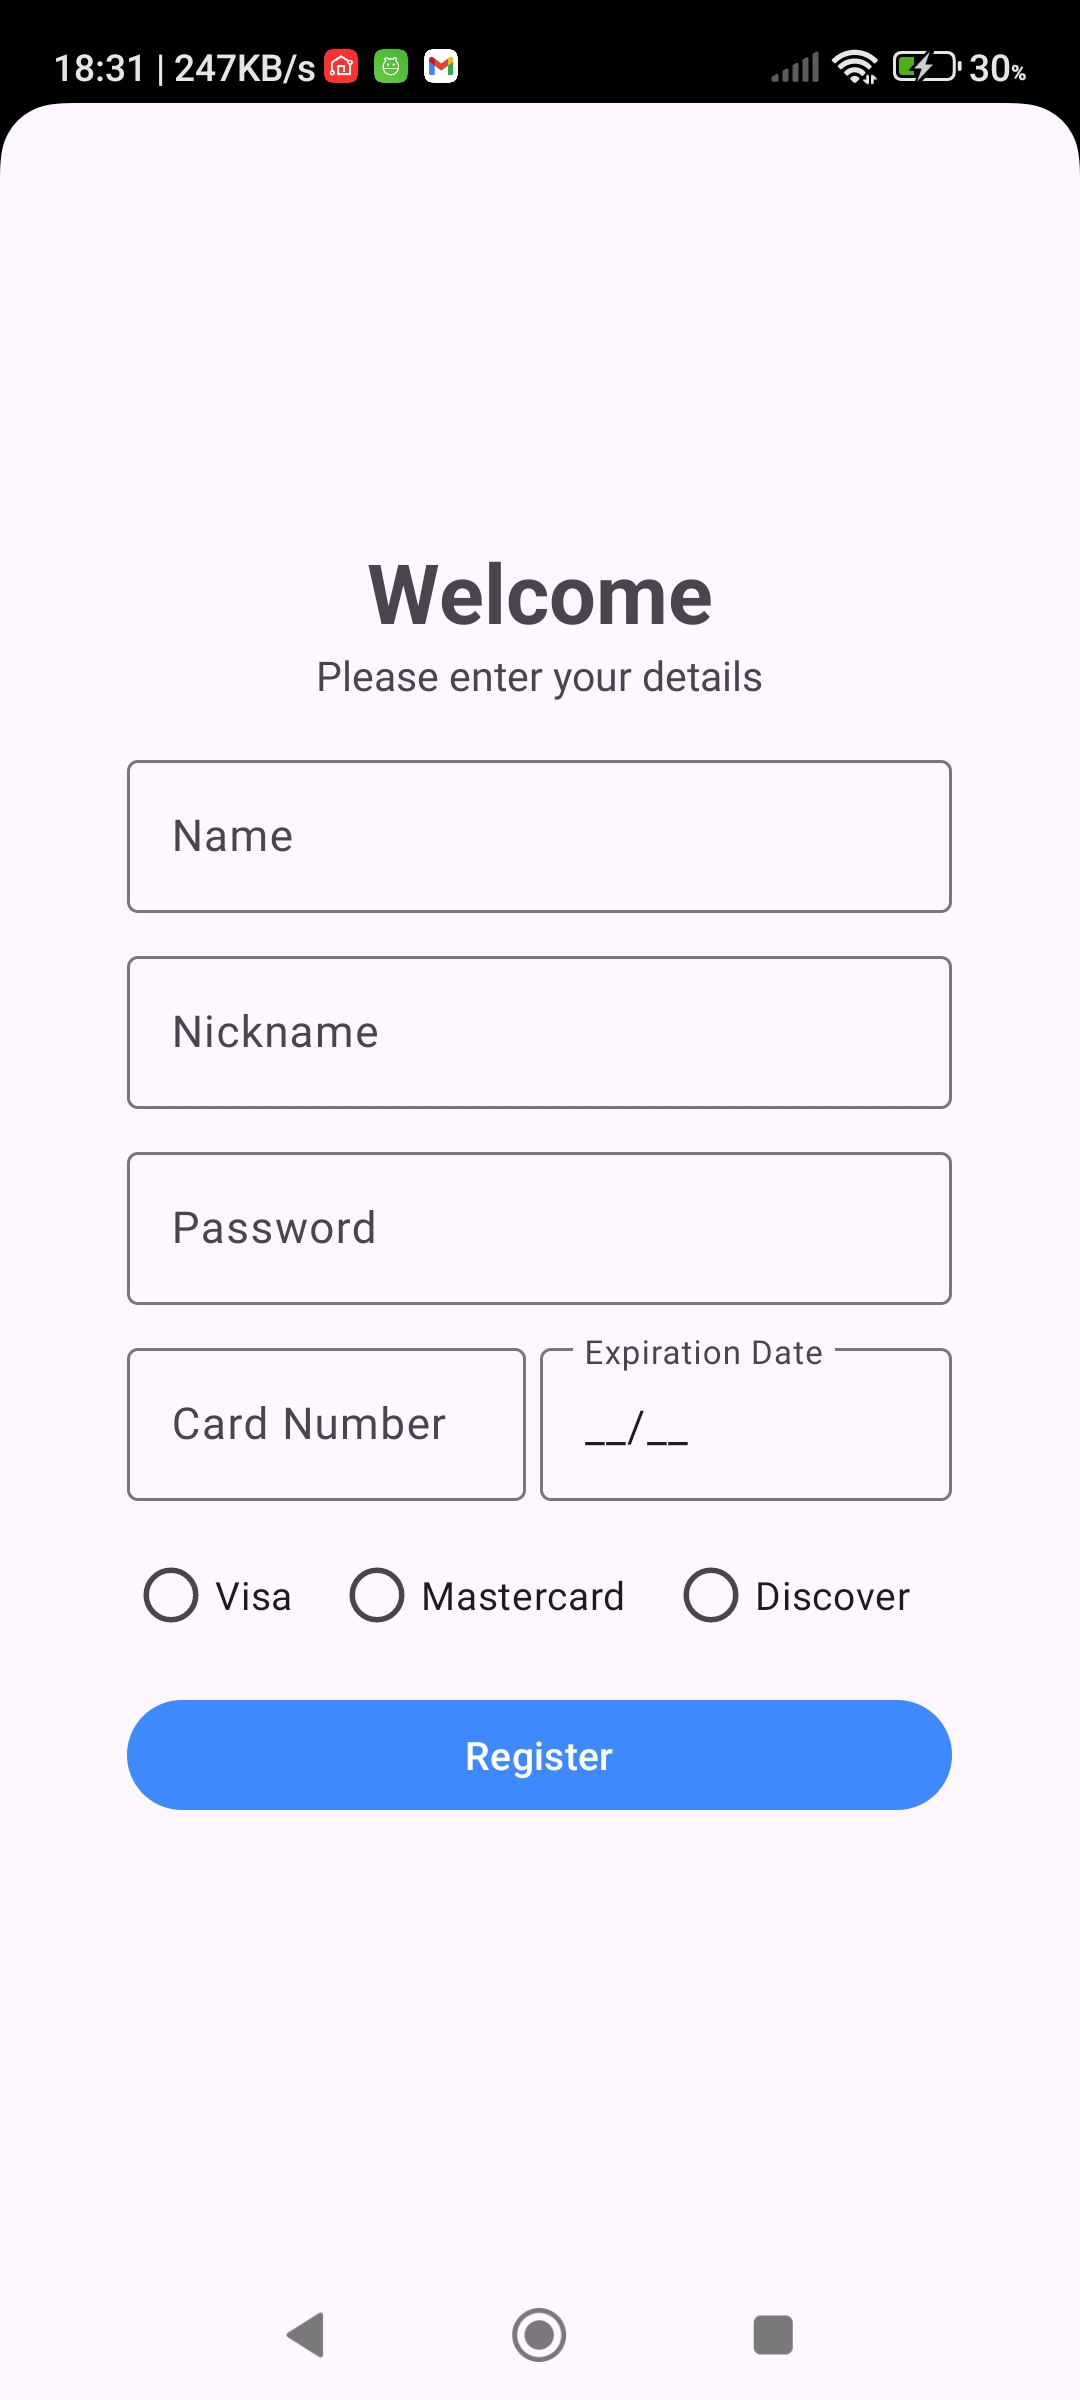 18:31 | 247KB/s 30%
Welcome
Please enter your details
Name
Nickname
Password
Card Number
Expiration Date
__/__
Visa Mastercard Discover
Register